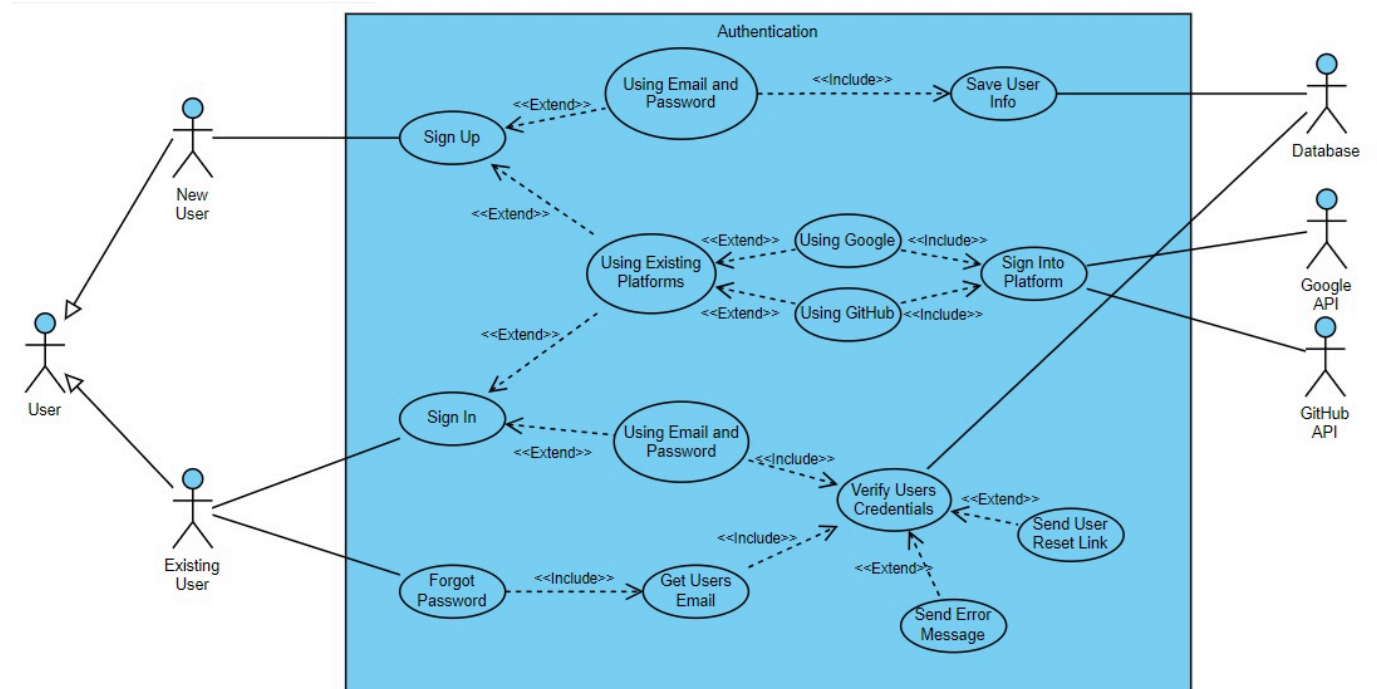 Authentication
Using Email and
Password
<<Include>>
Save User
Info
<<Extend>>
Sign Up
New
User
Database
<<Extend>>
Using Existing
Platforms
<<Extend>>
Using Google
<<Include>>
Sign Into
Platform
<<Extend>>
Using GitHub
<<Include>>
Google
API
<<Extend>>
User
Sign In
GitHub
API
<<Extend>>
Using Email and
Password
<<Include>>
Verify Users
Credentials
<<Extend>>
Send User
Reset Link
Existing
User
<<Include>>
Forgot
Password
<<Include>>
Get Users
Email
<<Extend>>
Send Error
Message